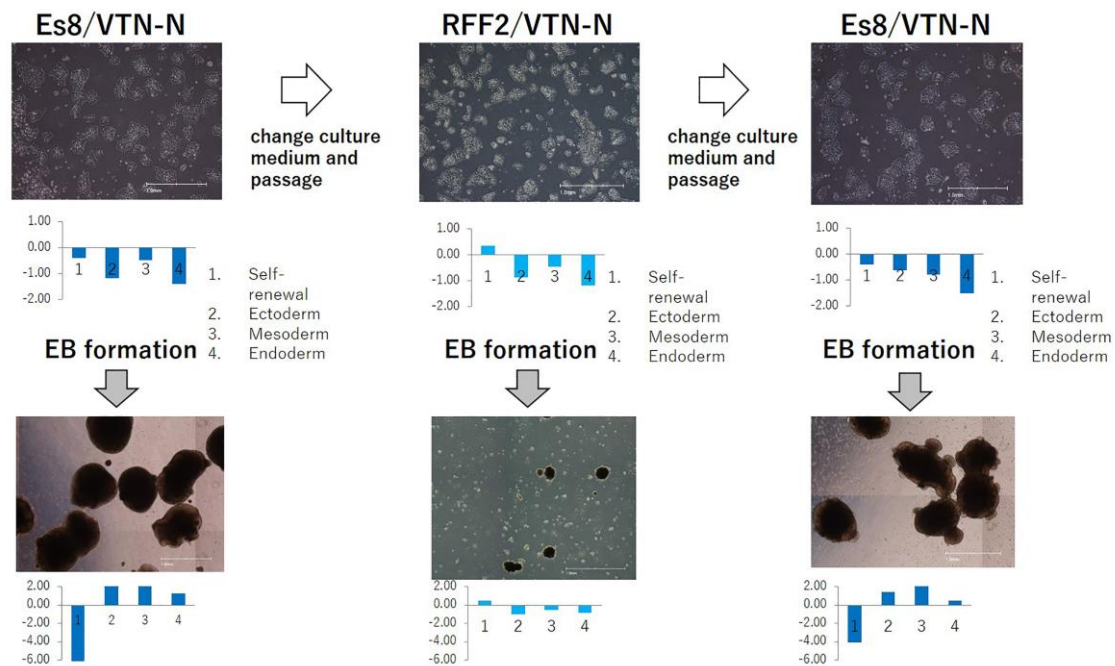 Es8/VTN-N
RFF2/VTN-N
Es8/VTN-N
1.0mm
1.0mm
1.0mm
change culture
medium and
passage
change culture
medium and
passage
1.00
0.00
-1.00
-2.00
1 2 3 4
1. Self-
renewal
2. Ectoderm
3. Mesoderm
4. Endoderm
1.00
0.00
-1.00
-2.00
1 2 3 4
1. Self-
renewal
2. Ectoderm
3. Mesoderm
4. Endoderm
1.00
0.00
-1.00
-2.00
1 2 3 4
1. Self-
renewal
2. Ectoderm
3. Mesoderm
4. Endoderm
EB formation
EB formation
EB formation
2.00
0.00
-2.00
-4.00
-6.00
1 2 3 4
2.00
0.00
-2.00
-4.00
-6.00
1 2 3 4
2.00
0.00
-2.00
-4.00
-6.00
1 2 3 4